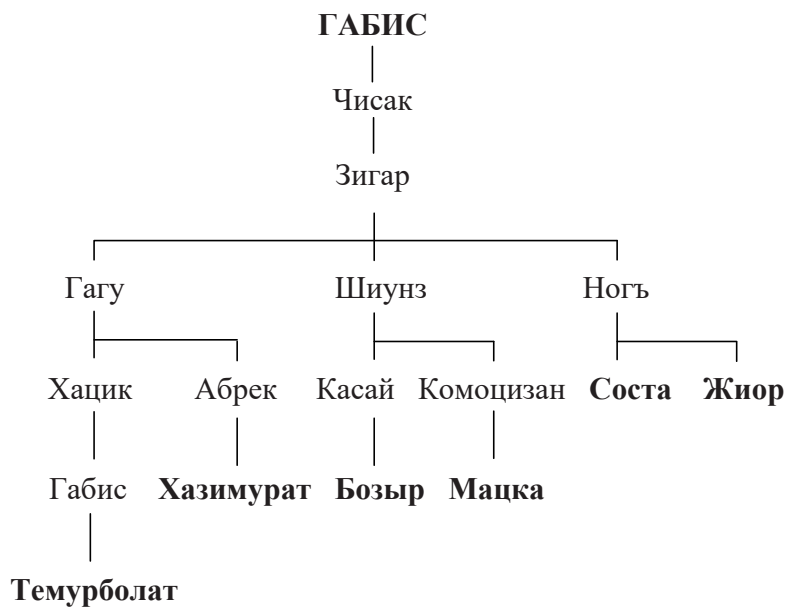 ГАБИС
Чисак
Зигар
Гагу Шиунз Ногъ
Хацик Абрек Касай Комоцизан Соста Жиор
Габис Хазимурат Бозыр Мацка
Темурболат